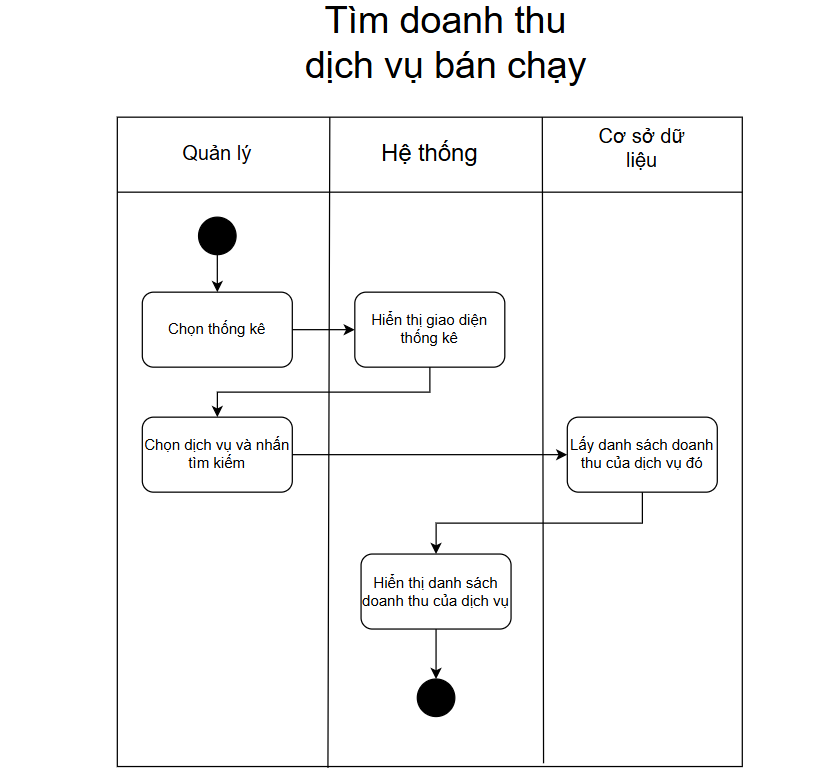 Tìm doanh thu
dịch vụ bán chạy
Quản lý
Hệ thống
Cơ sở dữ
liệu
Chọn thống kê
Hiển thị giao diện
thống kê
Chọn dịch vụ và nhấn
tìm kiếm
Lấy danh sách doanh
thu của dịch vụ đó
Hiển thị danh sách
doanh thu của dịch vụ